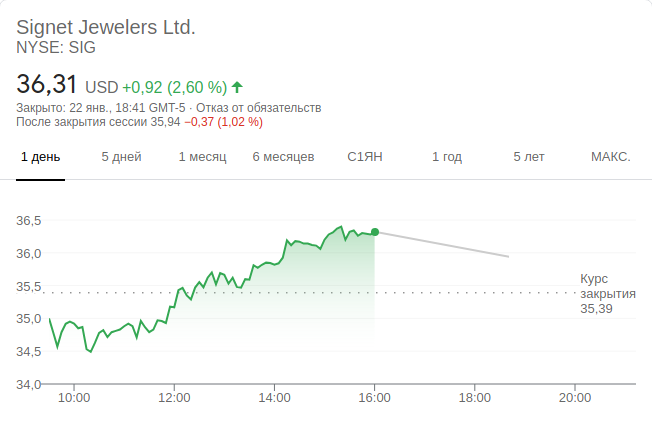 Signet Jewelers Ltd.
NYSE: SIG
36,31 USD +0,92 (2,60 %)
Закрыто: 22 янв., 18:41 GMT-5 · Отказ от обязательств
После закрытия сессии 35,94 −0,37 (1,02 %)
1 день 5 дней 1 месяц 6 месяцев С1ЯН 1 год 5 лет МАКС.
36,5
36,0
35,5
35,0
34,5
34,0
Курс
закрытия
35,39
10:00 12:00 14:00 16:00 18:00 20:00